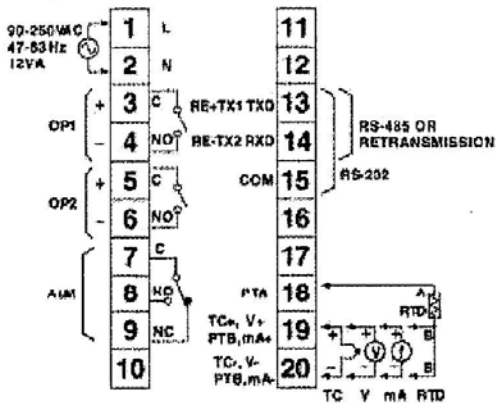 90-250VAC
47-63Hz
12VA
1 L
2 N
OP1
+ 3 C
- 4 NO
OP2
+ 5 C
- 6 NO
ALM
7 C
8 NO
9 NC
10
11
12
RE+TX1 TXD 13
RE-TX2 RXD 14
COM 15
RS-485 OR
RETRANSMISSION
RS-232
16
17
PTA 18
TC+, V+
PTB, mA+ 19
TC-, V-
PTB, mA- 20
A
RTD
+ + + B
V
- - - B
TC V mA RTD